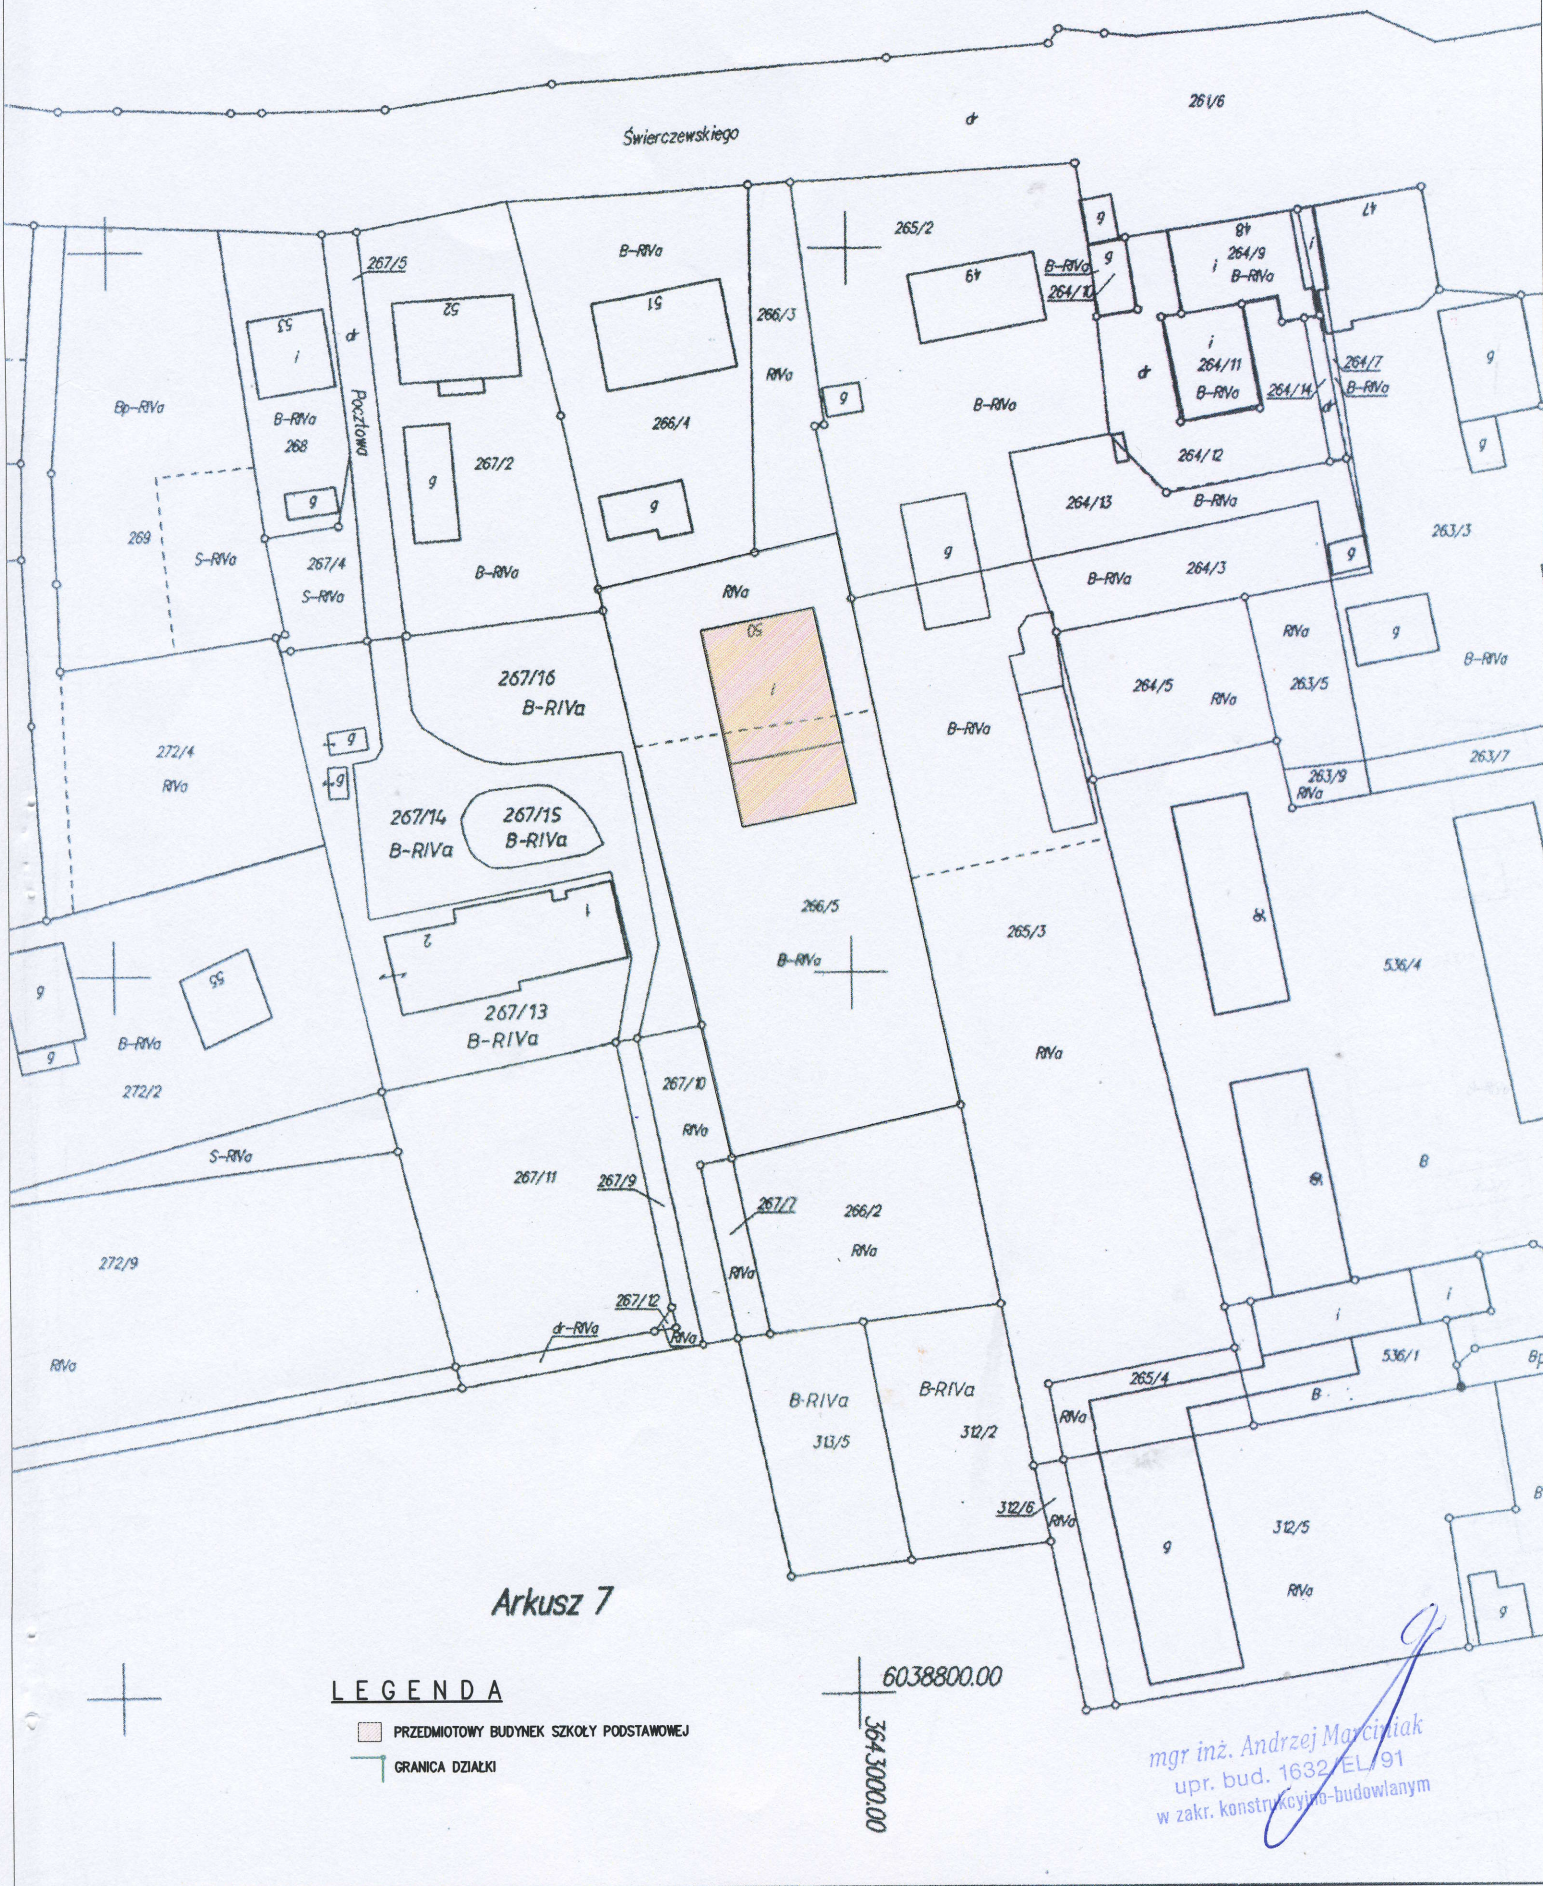 261/6
dr
Świerczewskiego
47
265/2
48
g
264/9
i
i
B-RIVa
B-RIVa
g
B-RIVa
267/5
264/10
49
52
51
266/3
53
i
dr
i
264/11
264/7
g
RIVa
dr
B-RIVa
264/14
B-RIVa
Bp-RIVa
Pocztowa
g
B-RIVa
dr
B-RIVa
266/4
268
264/12
267/2
g
g
g
g
264/13
B-RIVa
269
263/3
S-RIVa
267/4
g
g
B-RIVa
B-RIVa
264/3
S-RIVa
RIVa
50
RIVa
g
B-RIVa
267/16
i
264/5
263/5
RIVa
B-RIVa
B-RIVa
g
272/4
263/7
RIVa
g
263/9
RIVa
267/14
267/15
B-RIVa
B-RIVa
266/5
1
2
265/3
B-RIVa
536/4
55
g
267/13
B-RIVa
B-RIVa
g
RIVa
272/2
267/10
RIVa
S-RIVa
B
267/11
267/9
267/7
266/2
RIVa
272/9
RIVa
267/12
i
i
dr-RIVa
RIVa
RIVa
536/1
Bp
265/4
B-RIVa
B-RIVa
B
RIVa
312/2
313/5
B
312/6
RIVa
312/5
g
RIVa
Arkusz 7
g
6038800.00
3643000.00
LEGENDA
PRZEDMIOTOWY BUDYNEK SZKOŁY PODSTAWOWEJ
GRANICA DZIAŁKI
mgr inż. Andrzej Marciniak
upr. bud. 1632/EL/91
w zakr. konstrukcyjno-budowlanym